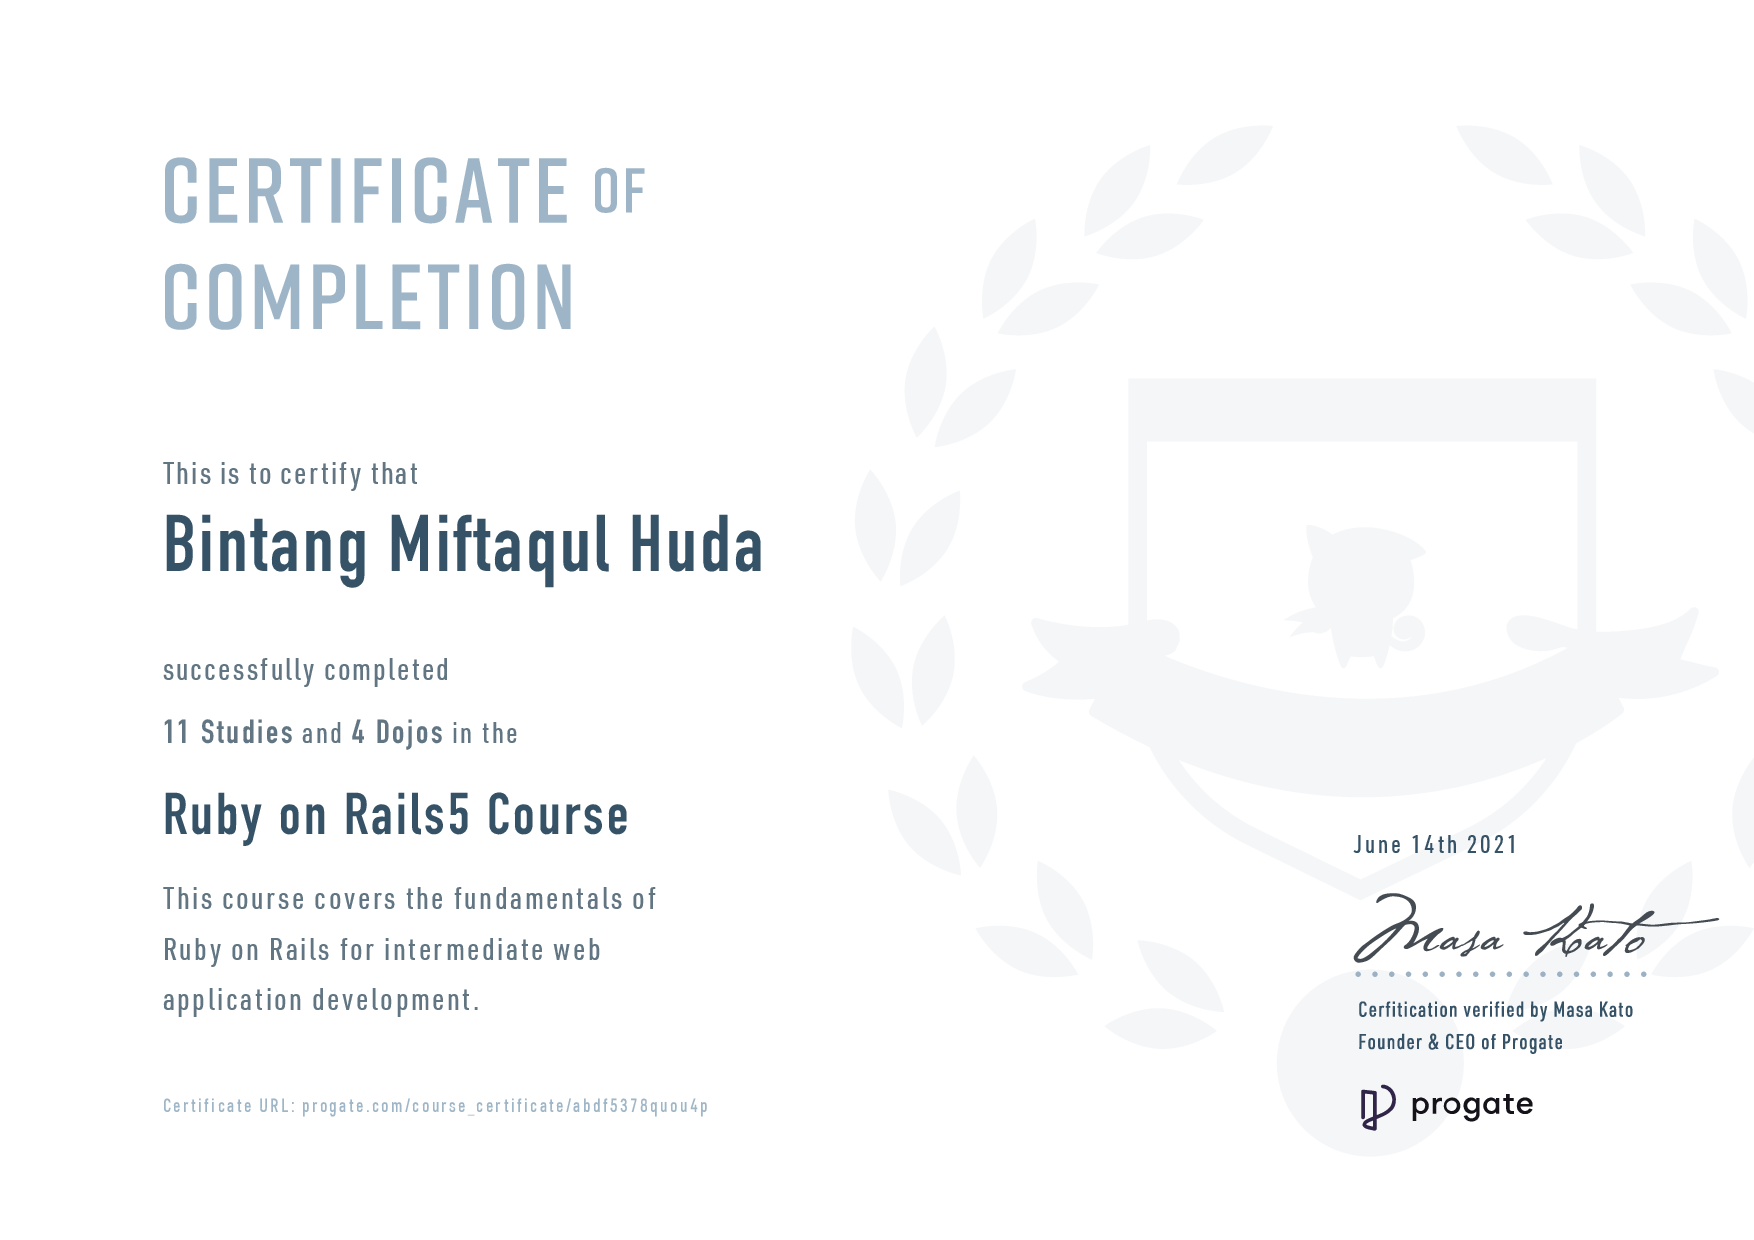 CERTIFICATE OF
COMPLETION
This is to certify that
Bintang Miftaqul Huda
successfully completed
11 Studies and 4 Dojos in the
Ruby on Rails5 Course
This course covers the fundamentals of
Ruby on Rails for intermediate web
application development.
Certificate URL: progate.com/course_certificate/abdf5378quou4p
June 14th 2021
Masa Kato
Cerfitication verified by Masa Kato
Founder & CEO of Progate
progate